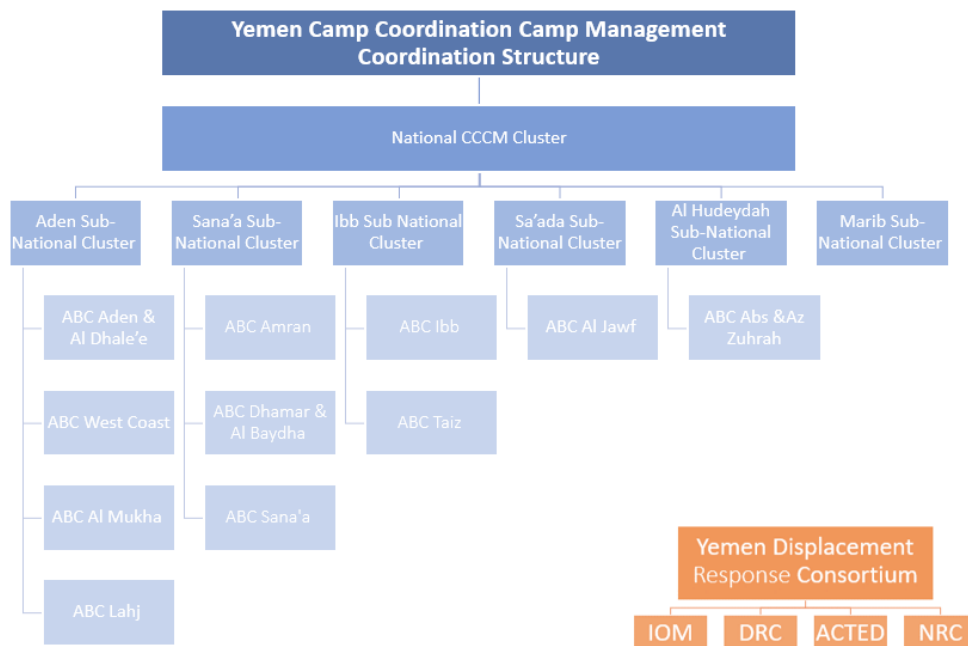 Yemen Camp Coordination Camp Management
Coordination Structure
National CCCM Cluster
Aden Sub-
National Cluster
Sana'a Sub-
National Cluster
Ibb Sub National
Cluster
Sa'ada Sub-
National Cluster
Al Hudeydah
Sub-National
Cluster
Marib Sub-
National Cluster
ABC Aden &
Al Dhale'e
ABC Amran
ABC Ibb
ABC Al Jawf
ABC Abs &Az
Zuhrah
ABC West Coast
ABC Dhamar &
Al Baydha
ABC Taiz
ABC Al Mukha
ABC Sana'a
ABC Lahj
Yemen Displacement
Response Consortium
IOM
DRC
ACTED
NRC